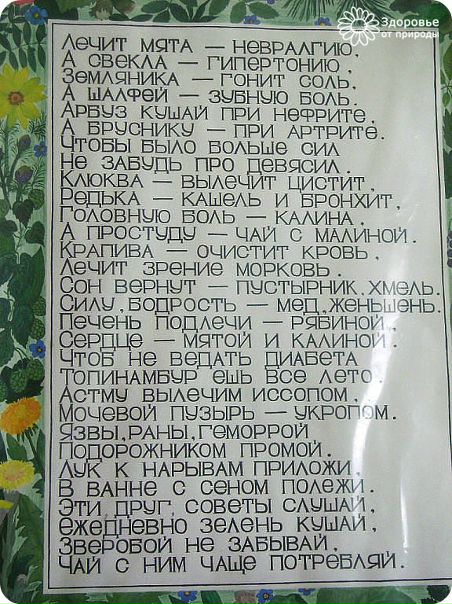 Здоровье
от природы
Лечит мята — невралгию,
А свекла — гипертонию.
Земляника — гонит соль,
А шалфей — зубную боль.
Арбуз кушай при нефрите,
А бруснику — при артрите.
Чтобы было больше сил
Не забудь про девясил.
Клюква — вылечит цистит,
Редька — кашель и бронхит,
Головную боль — калина,
А простуду — чай с малиной.
Крапива — очистит кровь,
Лечит зрение морковь.
Сон вернут — пустырник, хмель.
Силу, бодрость — мед, женьшень.
Печень подлечи — рябиной,
Сердце — мятой и калиной.
Чтоб не ведать диабета
Топинамбур ешь все лето.
Астму вылечим иссопом,
Мочевой пузырь — укропом.
Язвы, раны, геморрой
Подорожником промой.
Лук к нарывам приложи,
В ванне с сеном полежи.
Эти друг, советы слушай,
ежедневно зелень кушай,
Зверобой не забывай,
Чай с ним чаще потребляй.